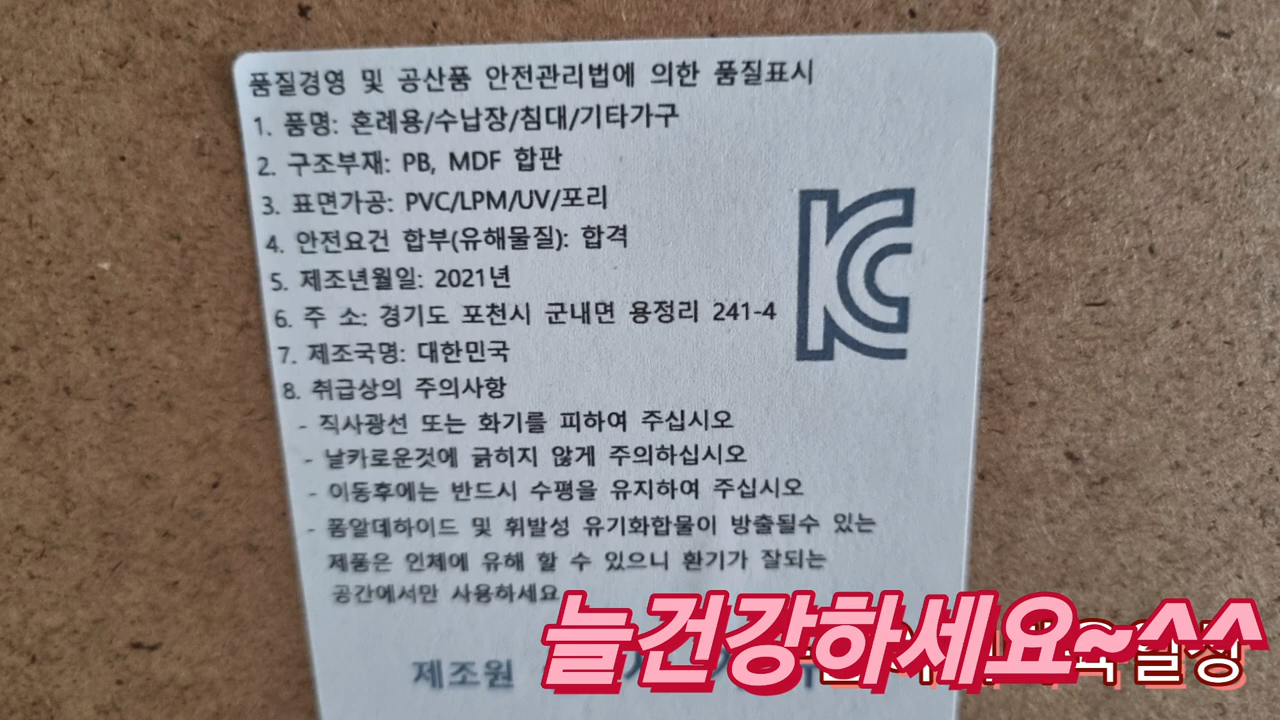 품질경영 및 공산품 안전관리법에 의한 품질표시
1. 품명: 혼례용/수납장/침대/기타가구
2. 구조부재: PB, MDF 합판
3. 표면가공: PVC/LPM/UV/포리
4. 안전요건 합부(유해물질): 합격
5. 제조년월일: 2021년
6. 주 소: 경기도 포천시 군내면 용정리 241-4
7. 제조국명: 대한민국
8. 취급상의 주의사항
- 직사광선 또는 화기를 피하여 주십시오
- 날카로운것에 긁히지 않게 주의하십시오
- 이동후에는 반드시 수평을 유지하여 주십시오
- 폼알데하이드 및 휘발성 유기화합물이 방출될수 있는
제품은 인체에 유해 할 수 있으니 환기가 잘되는
공간에서만 사용하세요
KC
제조원
늘건강하세요~^^